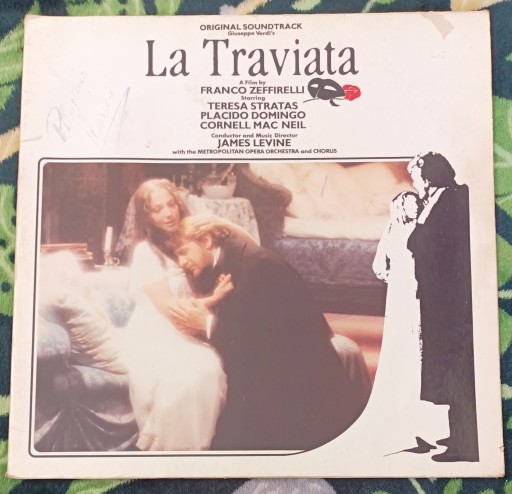 ORIGINAL SOUNDTRACK
Giuseppe Verdi's
La Traviata
A Film by
FRANCO ZEFFIRELLI
Starring
TERESA STRATAS
PLACIDO DOMINGO
CORNELL MAC NEIL
Conductor and Music Director
JAMES LEVINE
with the METROPOLITAN OPERA ORCHESTRA and CHORUS